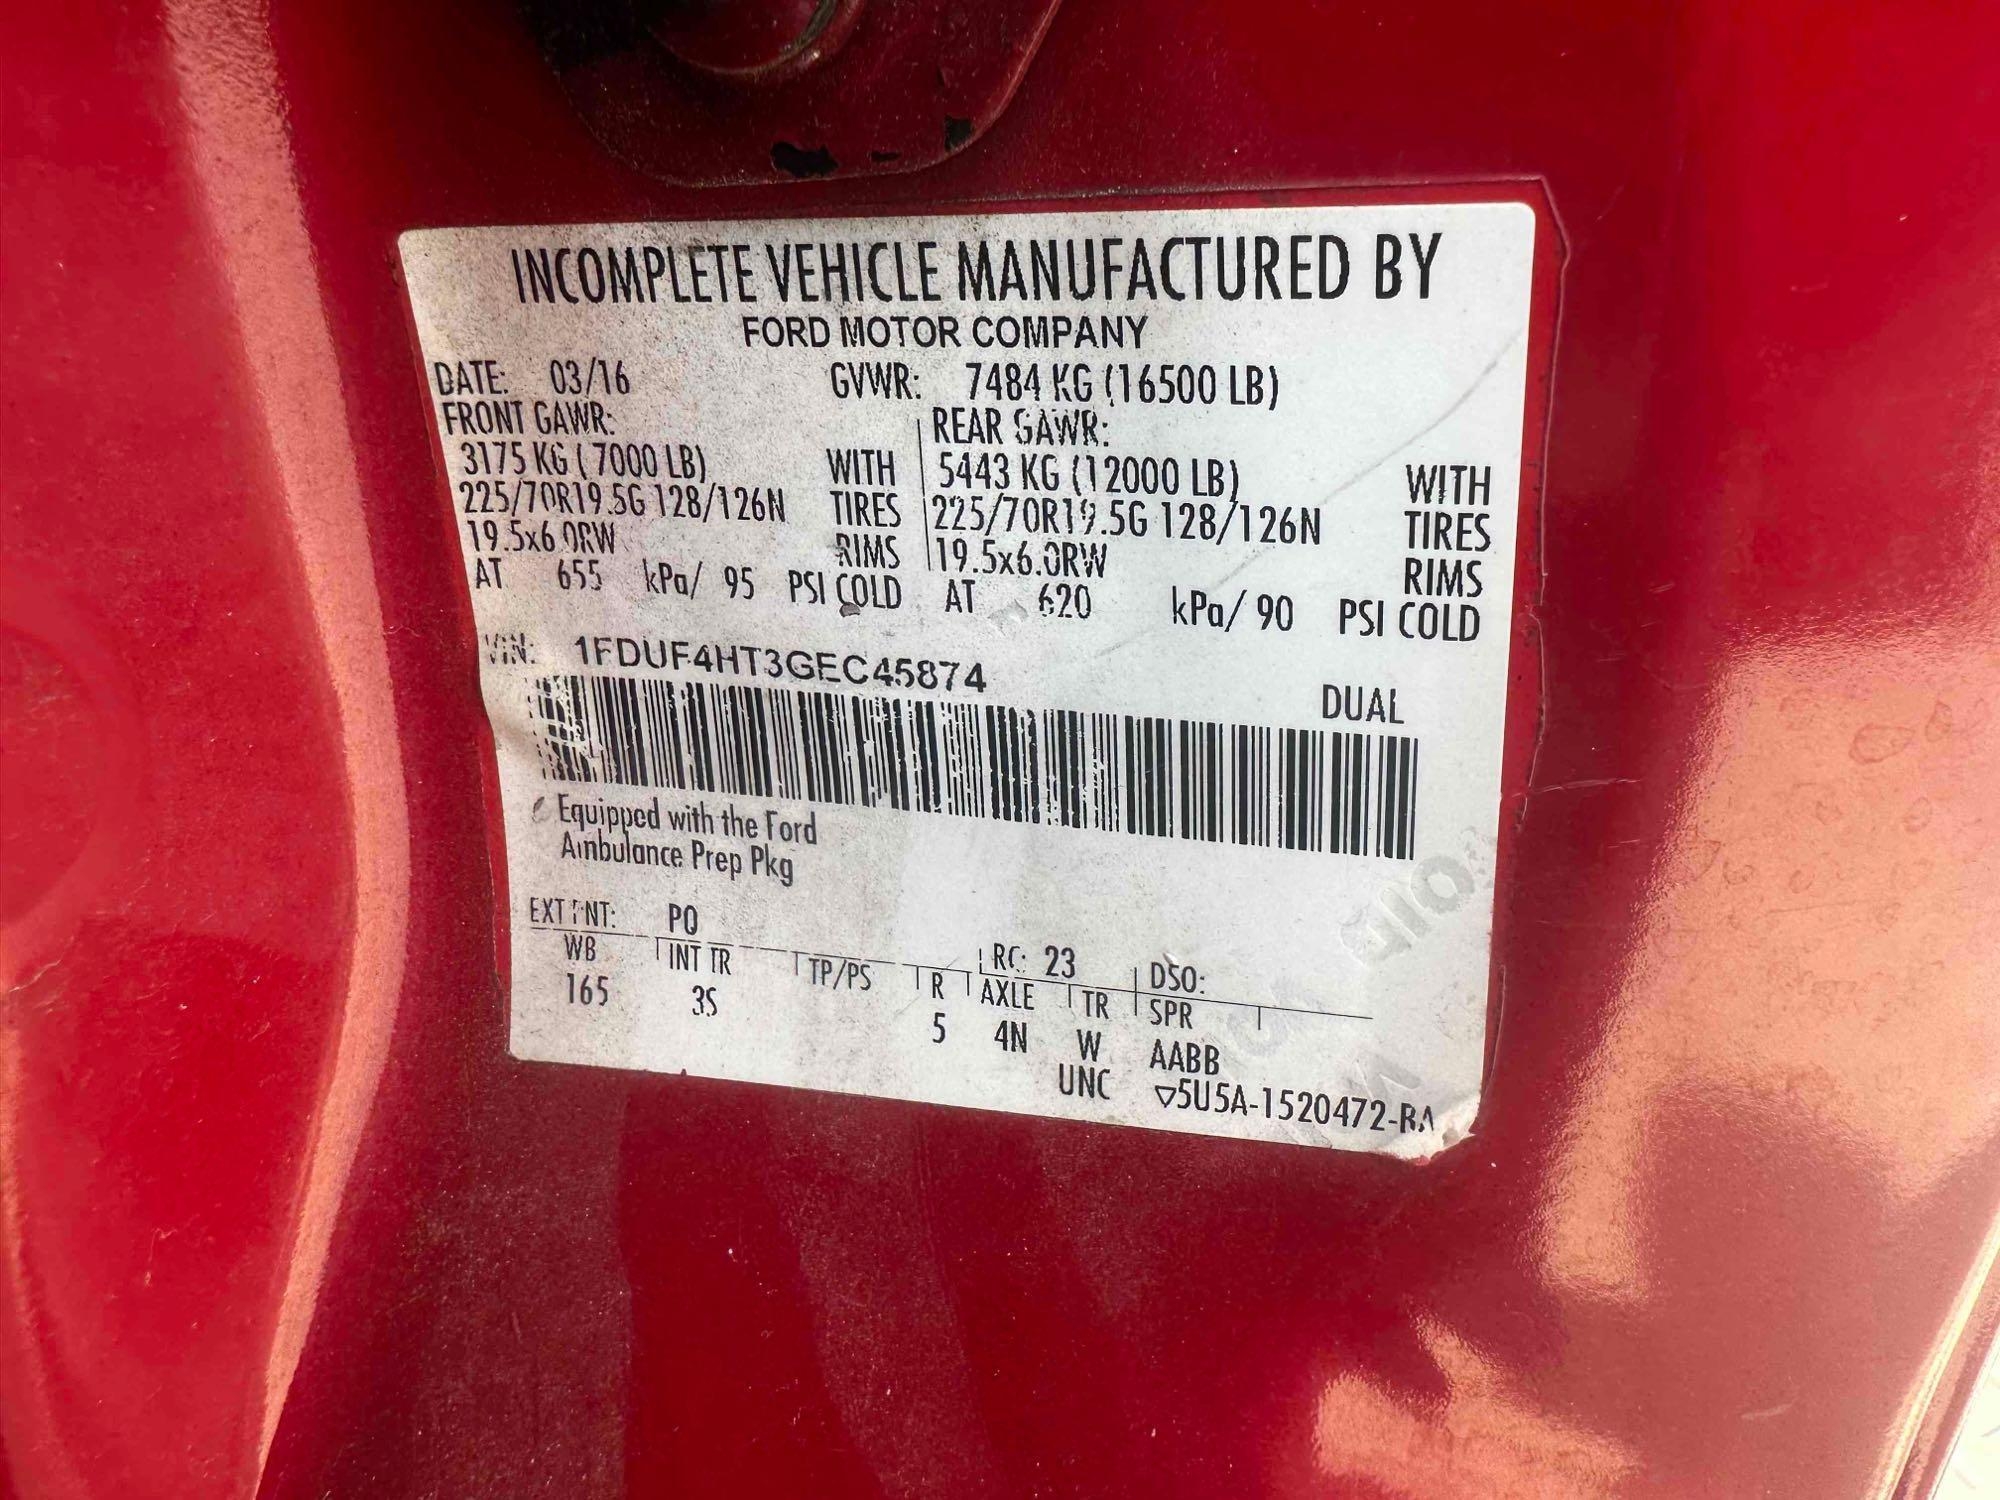 INCOMPLETE VEHICLE MANUFACTURED BY
FORD MOTOR COMPANY
DATE: 03/16 GVWR: 7484 KG (16500 LB)
FRONT GAWR: REAR GAWR:
3175 KG (7000 LB) WITH 5443 KG (12000 LB) WITH
225/70R19.5G 128/126N TIRES 225/70R19.5G 128/126N TIRES
19.5x6.0RW RIMS 19.5x6.0RW RIMS
AT 655 kPa/ 95 PSI COLD AT 620 kPa/ 90 PSI COLD
VIN: 1FDUF4HT3GEC45874
DUAL
Equipped with the Ford
Ambulance Prep Pkg
EXT PNT: PQ RC: 23 DSO:
WB INT TR TP/PS R AXLE TR SPR
165 3S 5 4N W AABB
UNC ▽5U5A-1520472-BA